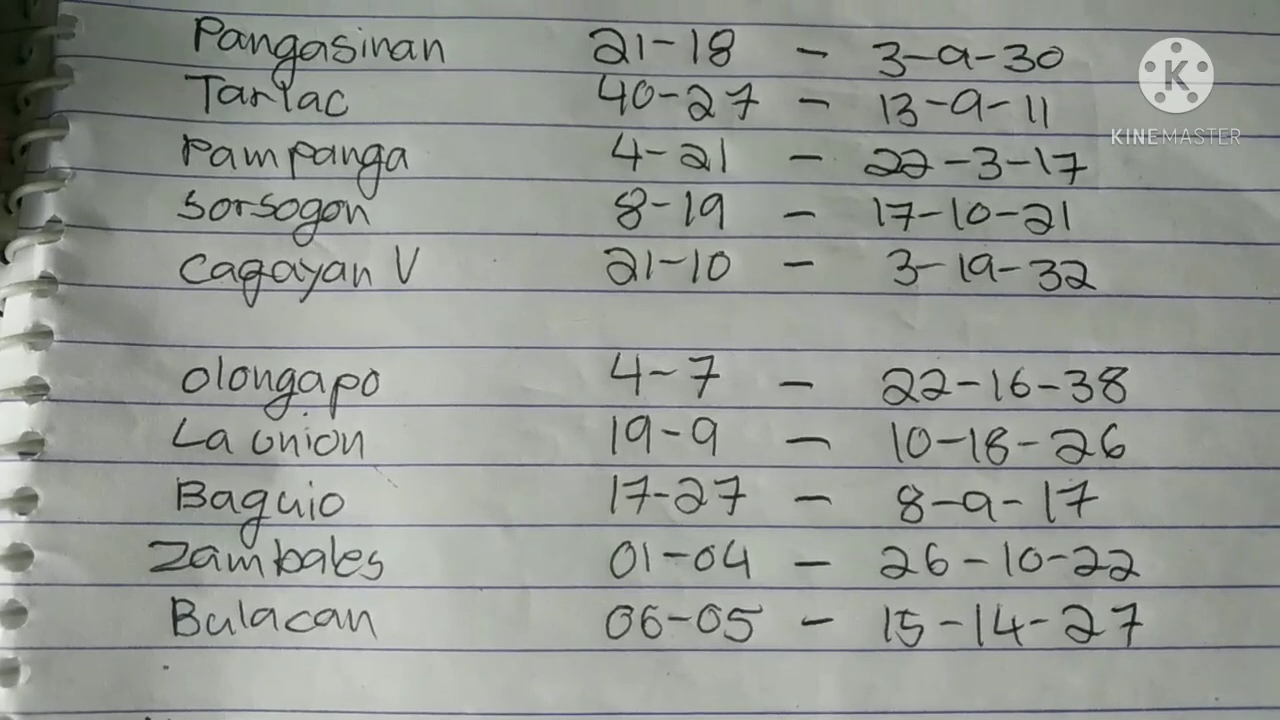 Pangasinan 21-18 - 3-9-30
Tarlac 40-27 - 13-9-11
Pampanga 4-21 - 22-3-17
Sorsogon 8-19 - 17-10-21
Cagayan V 21-10 - 3-19-32
Olongapo 4-7 - 22-16-38
La Union 19-9 - 10-18-26
Baguio 17-27 - 8-9-17
Zambales 01-04 - 26-10-22
Bulacan 06-05 - 15-14-27
K
KINEMASTER